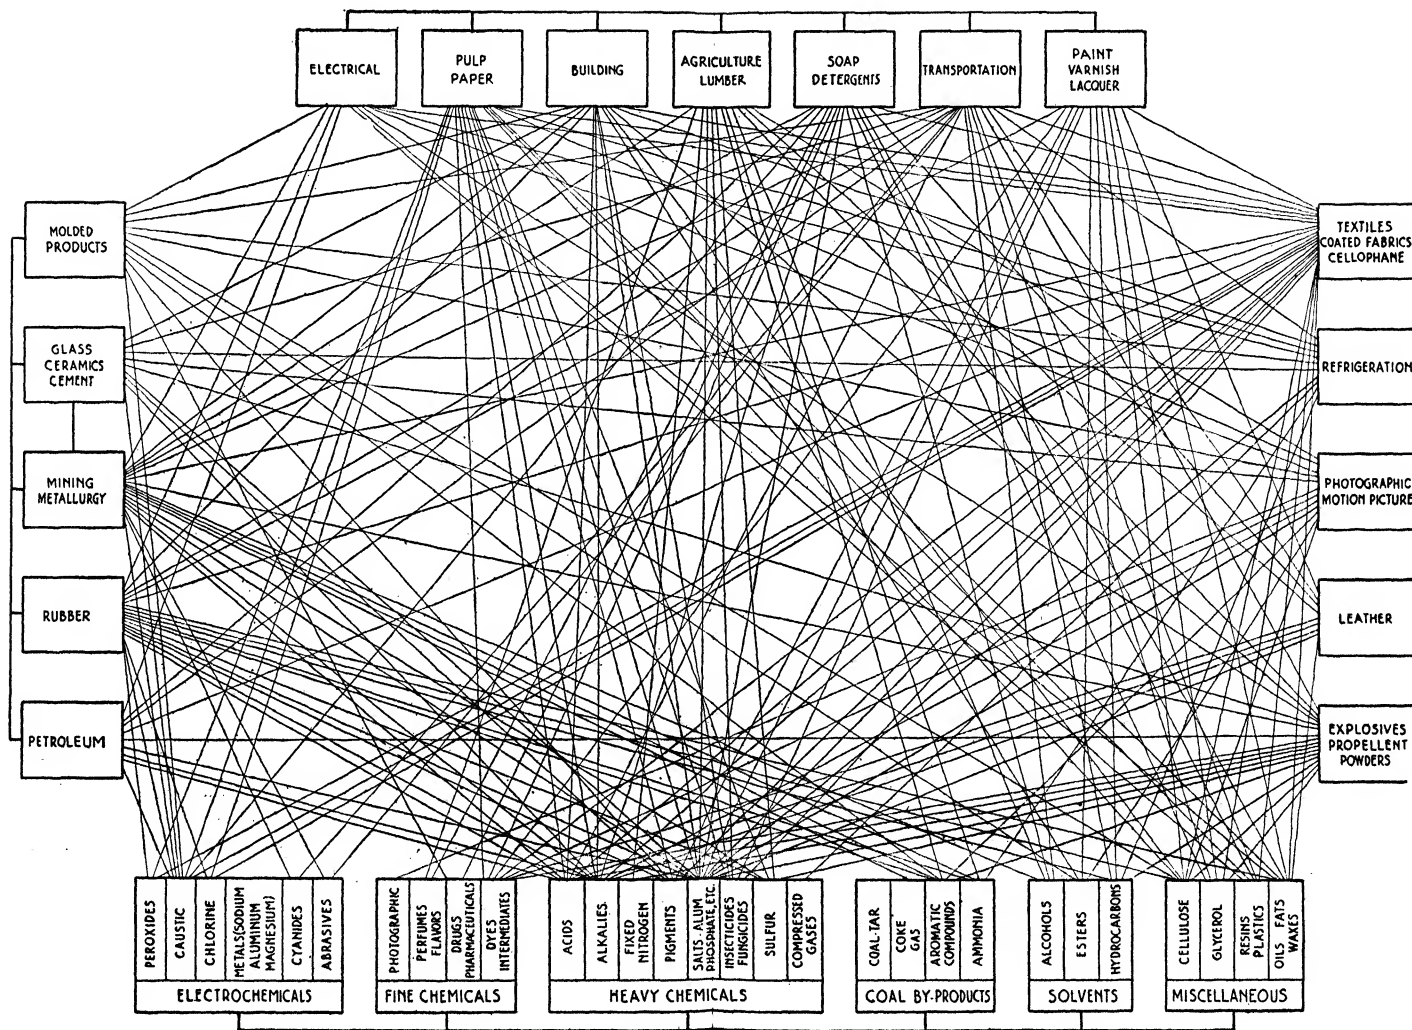 ELECTRICAL
PULP
PAPER
BUILDING
AGRICULTURE
LUMBER
SOAP
DETERGENTS
TRANSPORTATION
PAINT
VARNISH
LACQUER
MOLDED
PRODUCTS
GLASS
CERAMICS
CEMENT
MINING
METALLURGY
RUBBER
PETROLEUM
TEXTILES
COATED FABRICS
CELLOPHANE
REFRIGERATION
PHOTOGRAPHIC
MOTION PICTURE
LEATHER
EXPLOSIVES
PROPELLENT
POWDERS
PEROXIDES
CAUSTIC
CHLORINE
METALS(SODIUM
ALUMINUM
MAGNESIUM)
CYANIDES
ABRASIVES
ELECTROCHEMICALS
PHOTOGRAPHIC
PERFUMES
FLAVORS
DRUGS
PHARMACEUTICALS
DYES
INTERMEDIATES
FINE CHEMICALS
ACIDS
ALKALIES
FIXED
NITROGEN
PIGMENTS
SALTS-ALUM
PHOSPHATE, ETC.
INSECTICIDES
FUNGICIDES
SULFUR
COMPRESSED
GASES
HEAVY CHEMICALS
COAL-TAR
COKE
GAS
AROMATIC
COMPOUNDS
AMMONIA
COAL BY-PRODUCTS
ALCOHOLS
ESTERS
HYDROCARBONS
SOLVENTS
CELLULOSE
GLYCEROL
RESINS
PLASTICS
OILS FATS
WAXES
MISCELLANEOUS